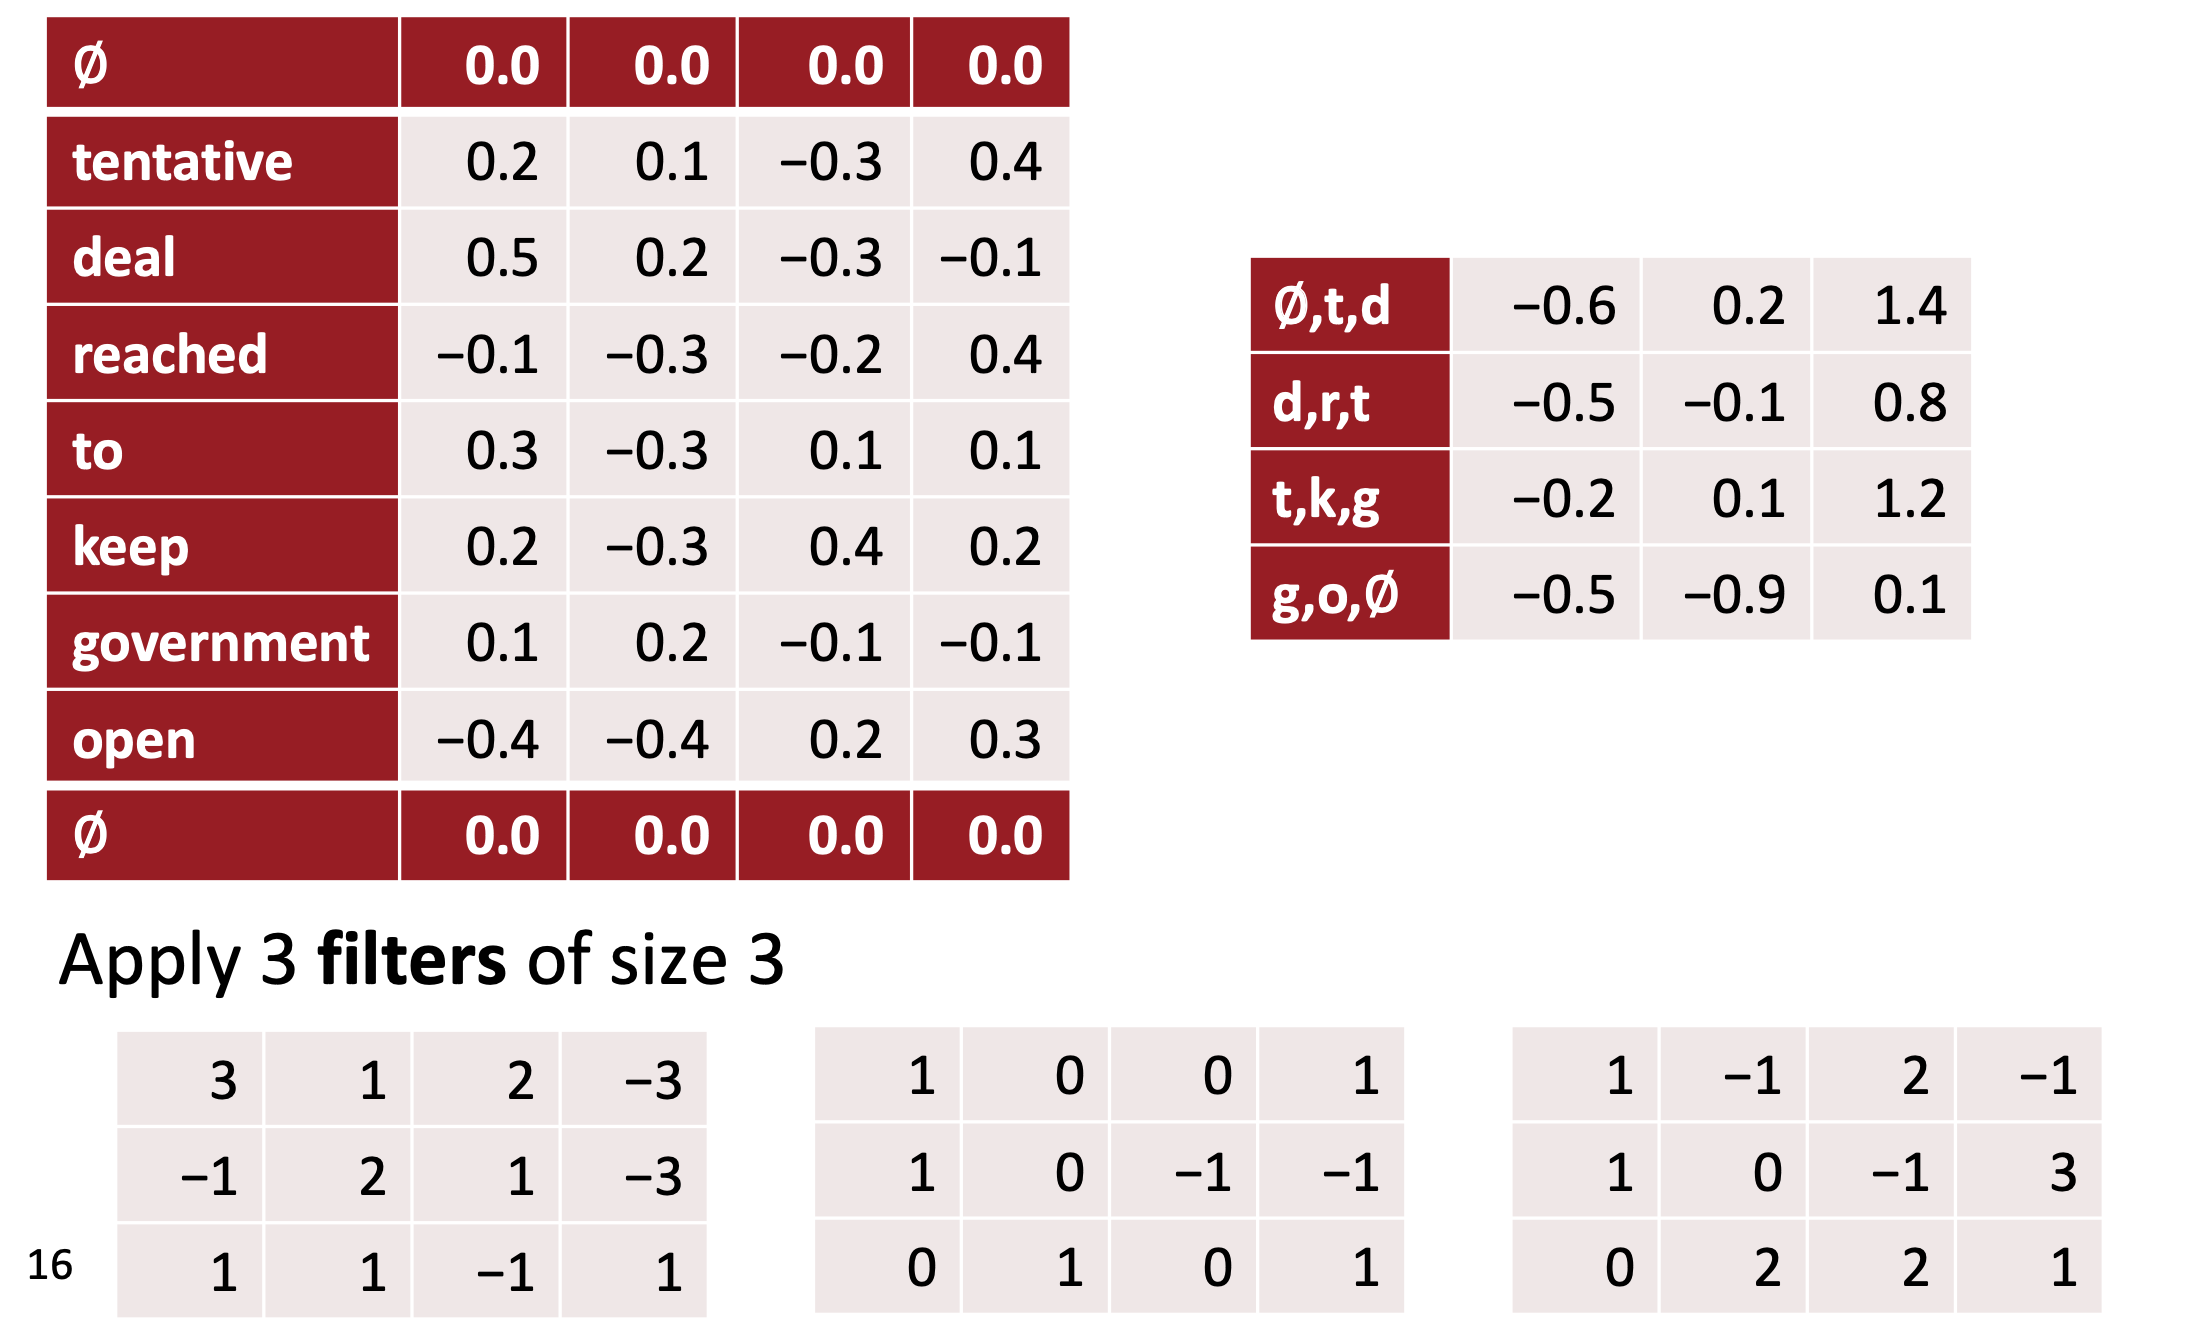 Ø 0.0 0.0 0.0 0.0
tentative 0.2 0.1 −0.3 0.4
deal 0.5 0.2 −0.3 −0.1
reached −0.1 −0.3 −0.2 0.4
to 0.3 −0.3 0.1 0.1
keep 0.2 −0.3 0.4 0.2
government 0.1 0.2 −0.1 −0.1
open −0.4 −0.4 0.2 0.3
Ø 0.0 0.0 0.0 0.0
Ø,t,d −0.6 0.2 1.4
d,r,t −0.5 −0.1 0.8
t,k,g −0.2 0.1 1.2
g,o,Ø −0.5 −0.9 0.1
Apply 3 filters of size 3
3 1 2 −3
−1 2 1 −3
1 1 −1 1
1 0 0 1
1 0 −1 −1
0 1 0 1
1 −1 2 −1
1 0 −1 3
0 2 2 1
16